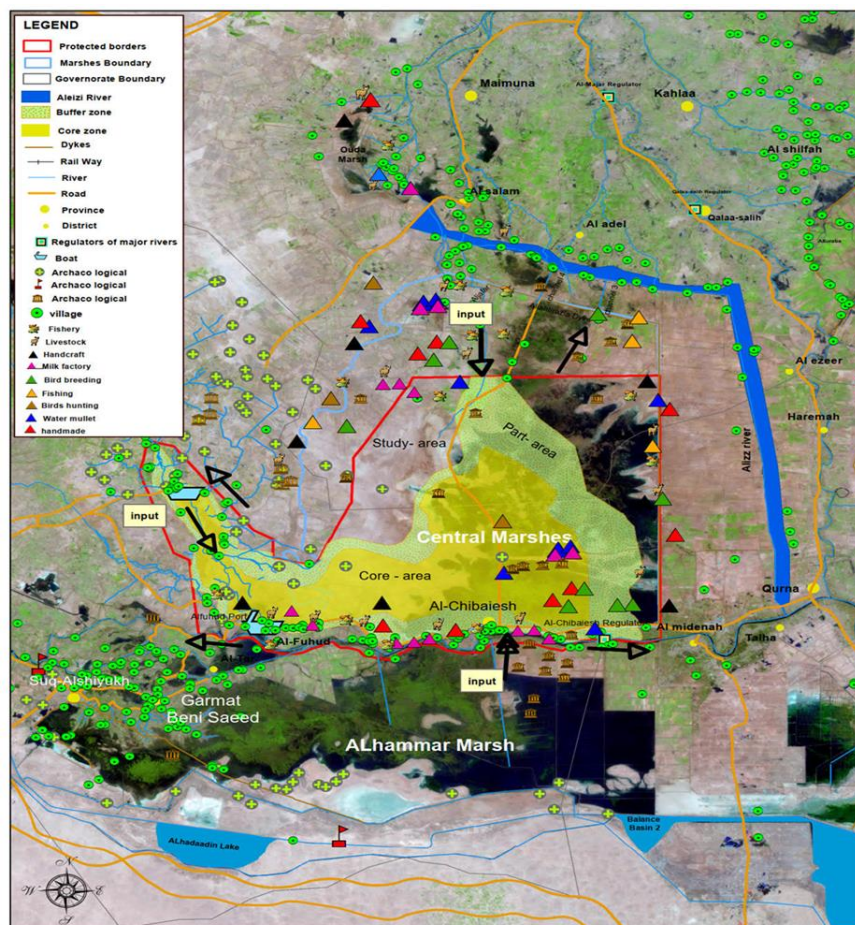 LEGEND
Protected borders
Marshes Boundary
Governorate Boundary
Aleizi River
Buffer zone
Core zone
Dykes
Rail Way
River
Road
Province
District
Regulators of major rivers
Boat
Archaco logical
Archaco logical
Archaco logical
village
Fishery
Livestock
Handcraft
Milk factory
Bird breeding
Fishing
Birds hunting
Water mullet
handmade
Maimuna
Al-Majar Regulator
Kahlaa
Ouda
Marsh
Al shilfah
Al salam
Qalaa-salih
Al adel
input
Al ezeer
Haremah
Study- area
Part- area
Alizz river
input
Central Marshes
Core - area
Al-Chibaiesh
Qurna
Alfuhud Port
Al-Chibaiesh Regulator
Al-Fuhud
Al midenah
Talha
Suq-Alshiyukh
input
Garmat
Beni Saeed
ALhammar Marsh
ALhadaadin Lake
Balance
Basin 2
N
W
E
S